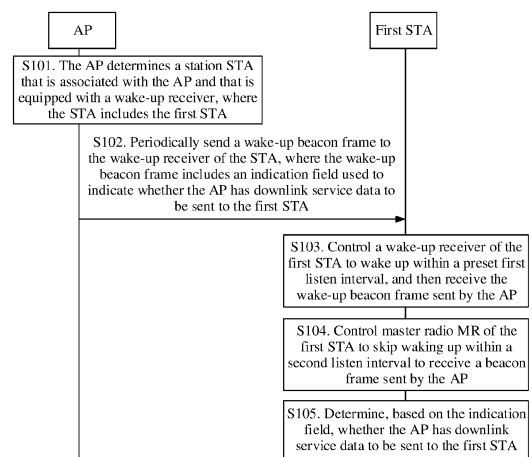 AP
First STA
S101. The AP determines a station STA
that is associated with the AP and that is
equipped with a wake-up receiver, where
the STA includes the first STA
S102. Periodically send a wake-up beacon frame to
the wake-up receiver of the STA, where the wake-up
beacon frame includes an indication field used to
indicate whether the AP has downlink service data to
be sent to the first STA
S103. Control a wake-up receiver of the
first STA to wake up within a preset first
listen interval, and then receive the
wake-up beacon frame sent by the AP
S104. Control master radio MR of the
first STA to skip waking up within a
second listen interval to receive a beacon
frame sent by the AP
S105. Determine, based on the indication
field, whether the AP has downlink
service data to be sent to the first STA